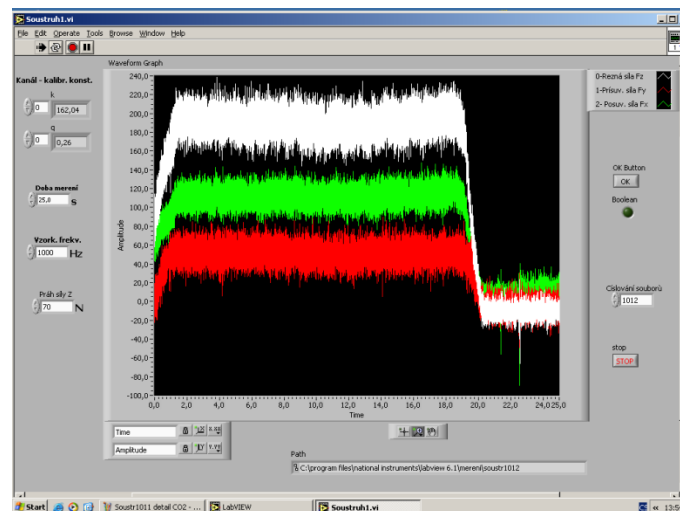 Soustruh1.vi
File Edit Operate Tools Browse Window Help
Waveform Graph
Kanál - kalibr. konst.
k
0 162,04
q
0 0,26
Doba merení
25,0 s
Vzork. frekv.
1000 Hz
Práh síly Z
70 N
Amplitude
240,0
220,0
200,0
180,0
160,0
140,0
120,0
100,0
80,0
60,0
40,0
20,0
0,0
-20,0
-40,0
-60,0
-80,0
-100,0
0,0 2,0 4,0 6,0 8,0 10,0 12,0 14,0 16,0 18,0 20,0 22,0 24,0 25,0
Time
0-Rezná síla Fz
1-Prísuv. síla Fy
2- Posuv. síla Fx
OK Button
OK
Boolean
Císlování souborů
1012
stop
STOP
Time
Amplitude
Path
C:\program files\national instruments\labview 6.1\merení\soustr1012
Start Soustr1011 detail CO2 - ... LabVIEW Soustruh1.vi